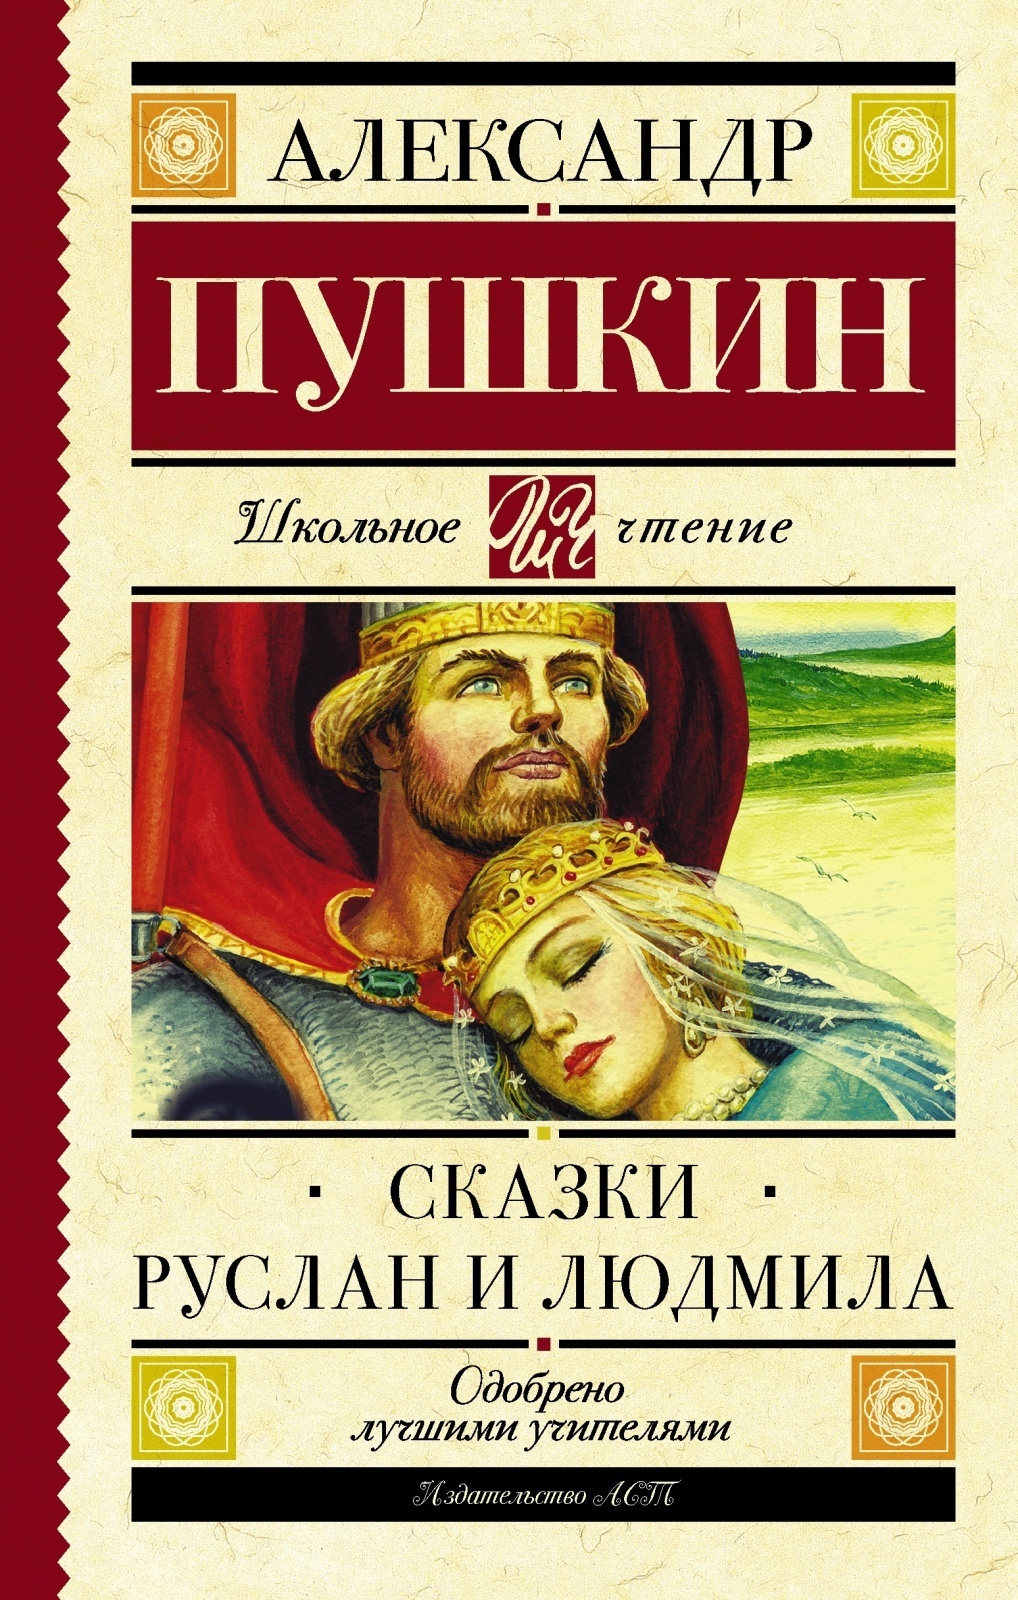 АЛЕКСАНДР
ПУШКИН
Школьное ШЧ чтение
· СКАЗКИ ·
РУСЛАН И ЛЮДМИЛА
Одобрено
лучшими учителями
Издательство АСТ